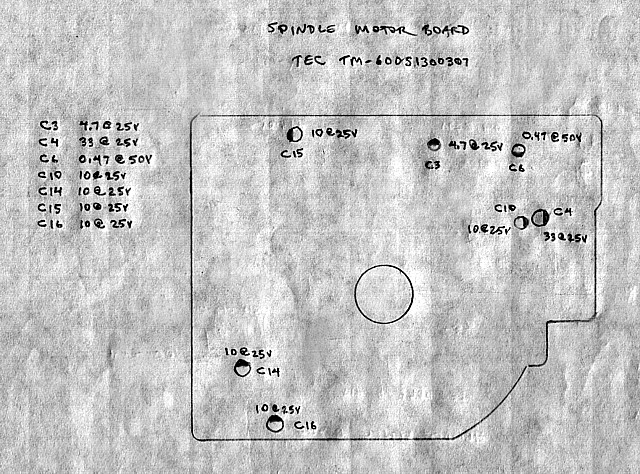 SPINDLE MOTOR BOARD
TEC TM-600S1300307
C3 4.7 @ 25V
C4 33 @ 25V
C6 0.47 @ 50V
C10 10 @ 25V
C14 10 @ 25V
C15 10 @ 25V
C16 10 @ 25V
10 @ 25V
C15
4.7 @ 25V
C3
0.47 @ 50V
C6
C10
10 @ 25V
C4
33 @ 25V
10 @ 25V
C14
10 @ 25V
C16